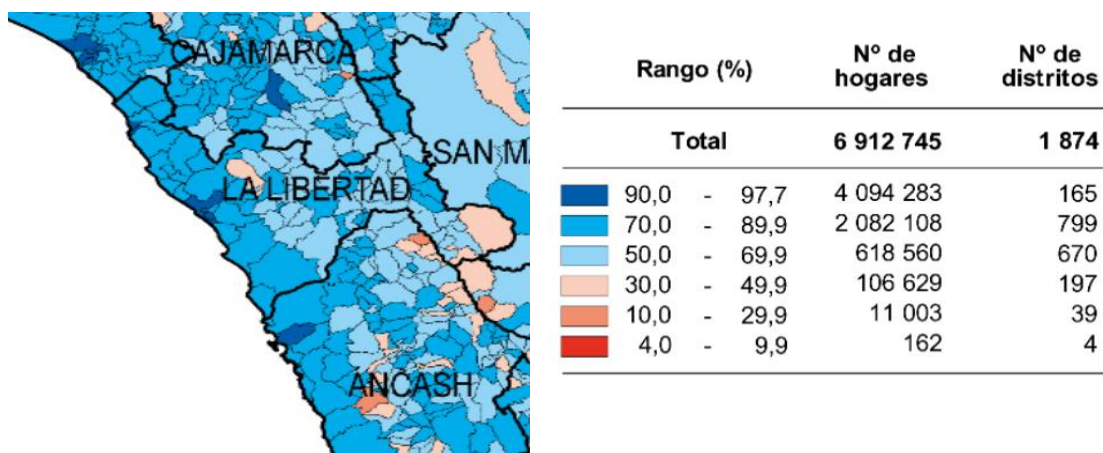 CAJAMARCA
SAN M
LA LIBERTAD
ÁNCASH
Rango (%) Nº de hogares Nº de distritos
Total 6 912 745 1 874
90,0 - 97,7 4 094 283 165
70,0 - 89,9 2 082 108 799
50,0 - 69,9 618 560 670
30,0 - 49,9 106 629 197
10,0 - 29,9 11 003 39
4,0 - 9,9 162 4